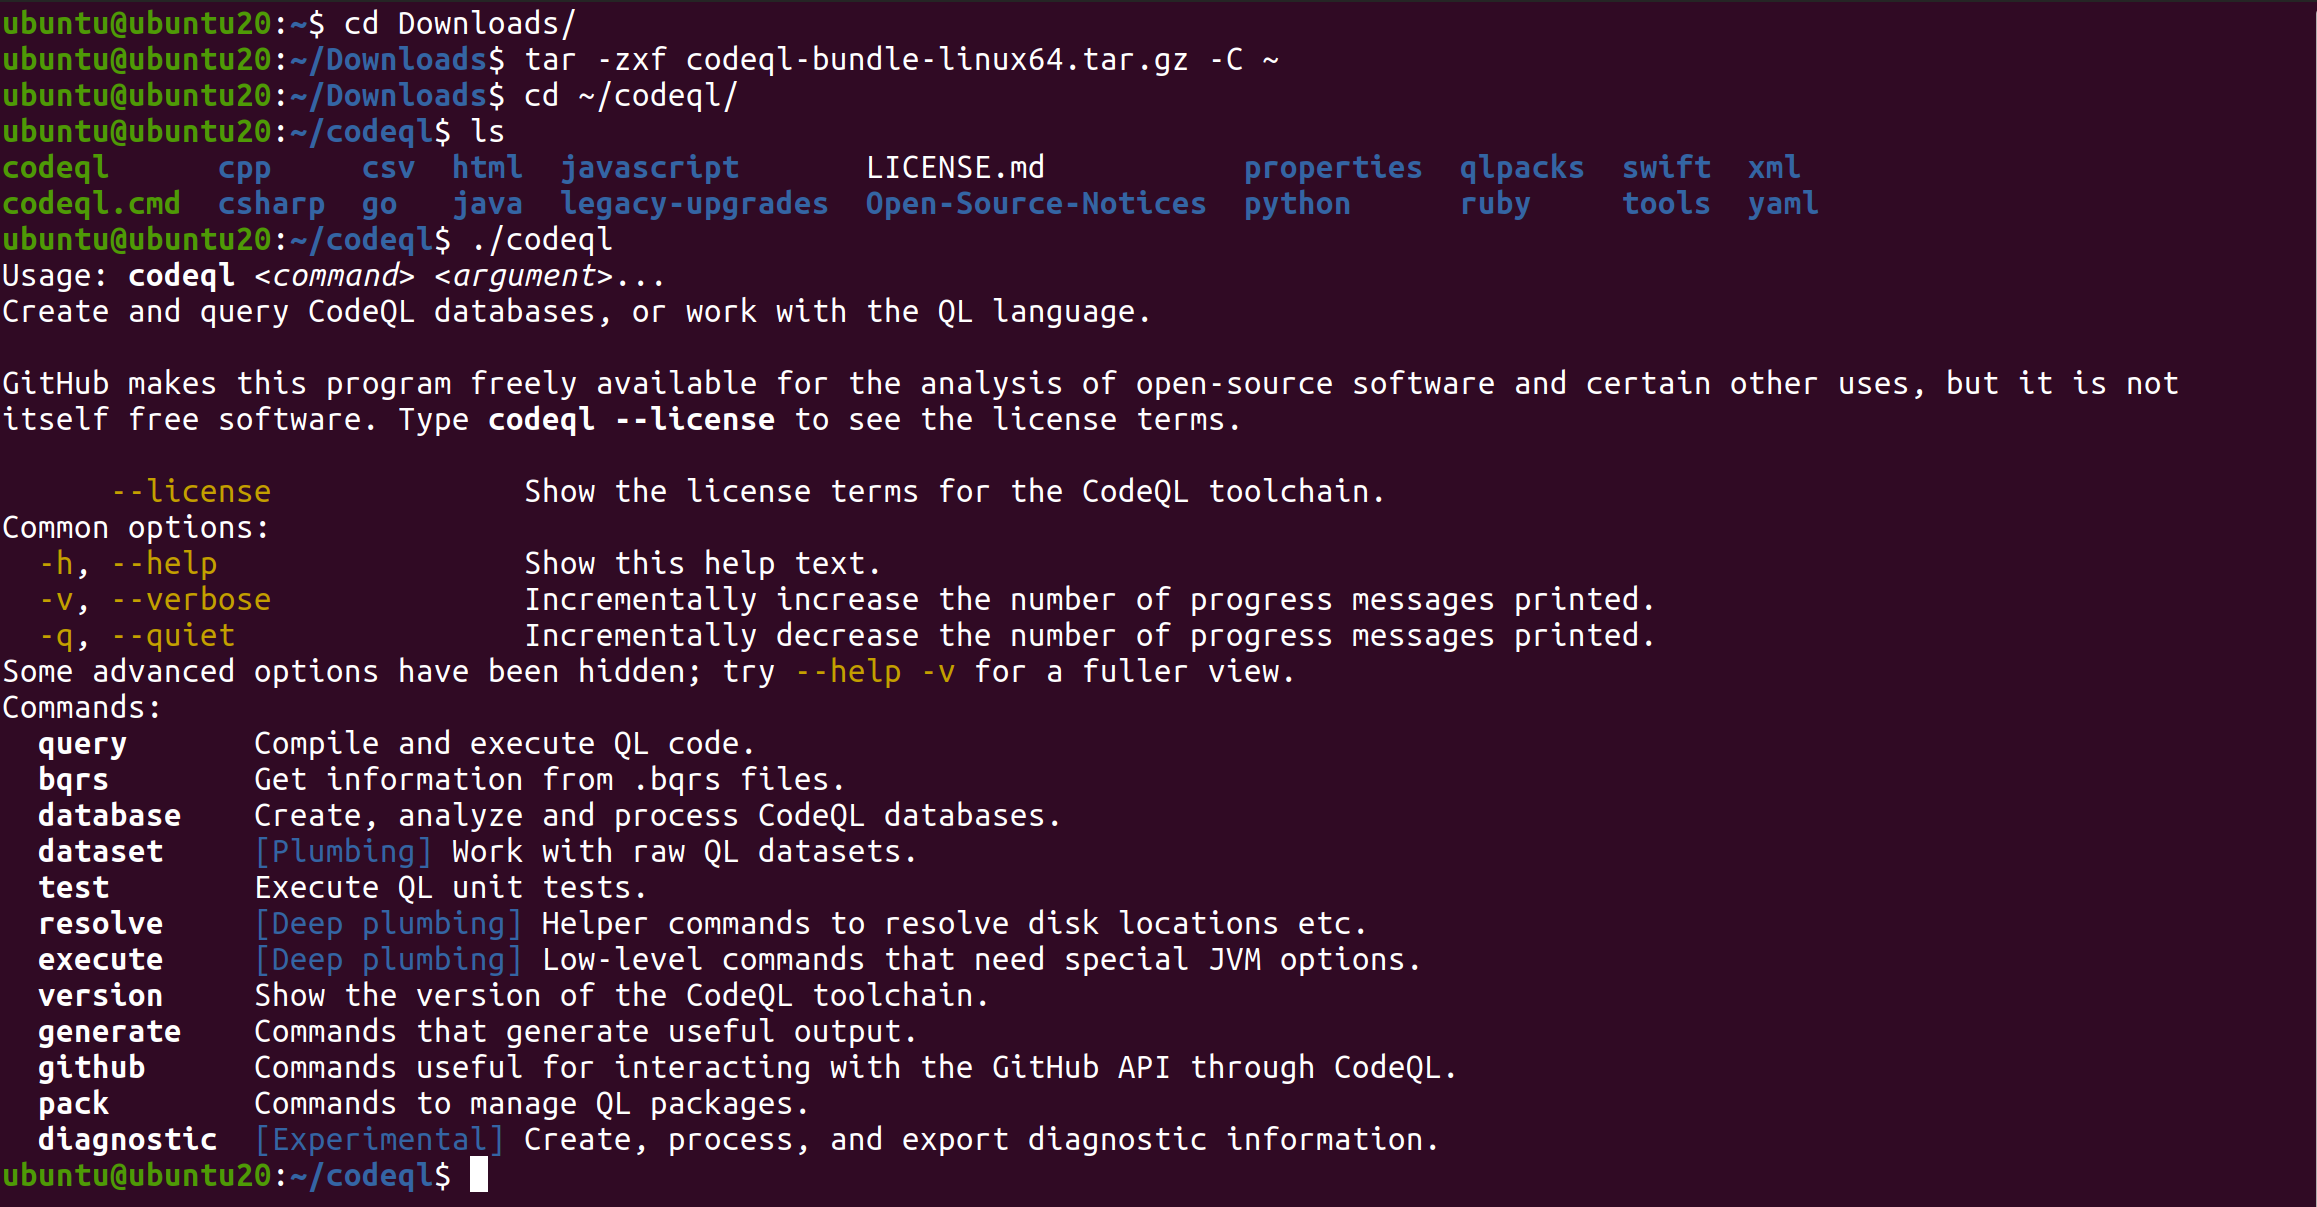 ubuntu@ubuntu20:~$ cd Downloads/
ubuntu@ubuntu20:~/Downloads$ tar -zxf codeql-bundle-linux64.tar.gz -C ~
ubuntu@ubuntu20:~/Downloads$ cd ~/codeql/
ubuntu@ubuntu20:~/codeql$ ls
codeql      cpp     csv  html  javascript       LICENSE.md           properties  qlpacks  swift  xml
codeql.cmd  csharp  go   java  legacy-upgrades  Open-Source-Notices  python      ruby     tools  yaml
ubuntu@ubuntu20:~/codeql$ ./codeql
Usage: codeql <command> <argument>...
Create and query CodeQL databases, or work with the QL language.

GitHub makes this program freely available for the analysis of open-source software and certain other uses, but it is not
itself free software. Type codeql --license to see the license terms.

      --license              Show the license terms for the CodeQL toolchain.
Common options:
  -h, --help                 Show this help text.
  -v, --verbose              Incrementally increase the number of progress messages printed.
  -q, --quiet                Incrementally decrease the number of progress messages printed.
Some advanced options have been hidden; try --help -v for a fuller view.
Commands:
  query       Compile and execute QL code.
  bqrs        Get information from .bqrs files.
  database    Create, analyze and process CodeQL databases.
  dataset     [Plumbing] Work with raw QL datasets.
  test        Execute QL unit tests.
  resolve     [Deep plumbing] Helper commands to resolve disk locations etc.
  execute     [Deep plumbing] Low-level commands that need special JVM options.
  version     Show the version of the CodeQL toolchain.
  generate    Commands that generate useful output.
  github      Commands useful for interacting with the GitHub API through CodeQL.
  pack        Commands to manage QL packages.
  diagnostic  [Experimental] Create, process, and export diagnostic information.
ubuntu@ubuntu20:~/codeql$